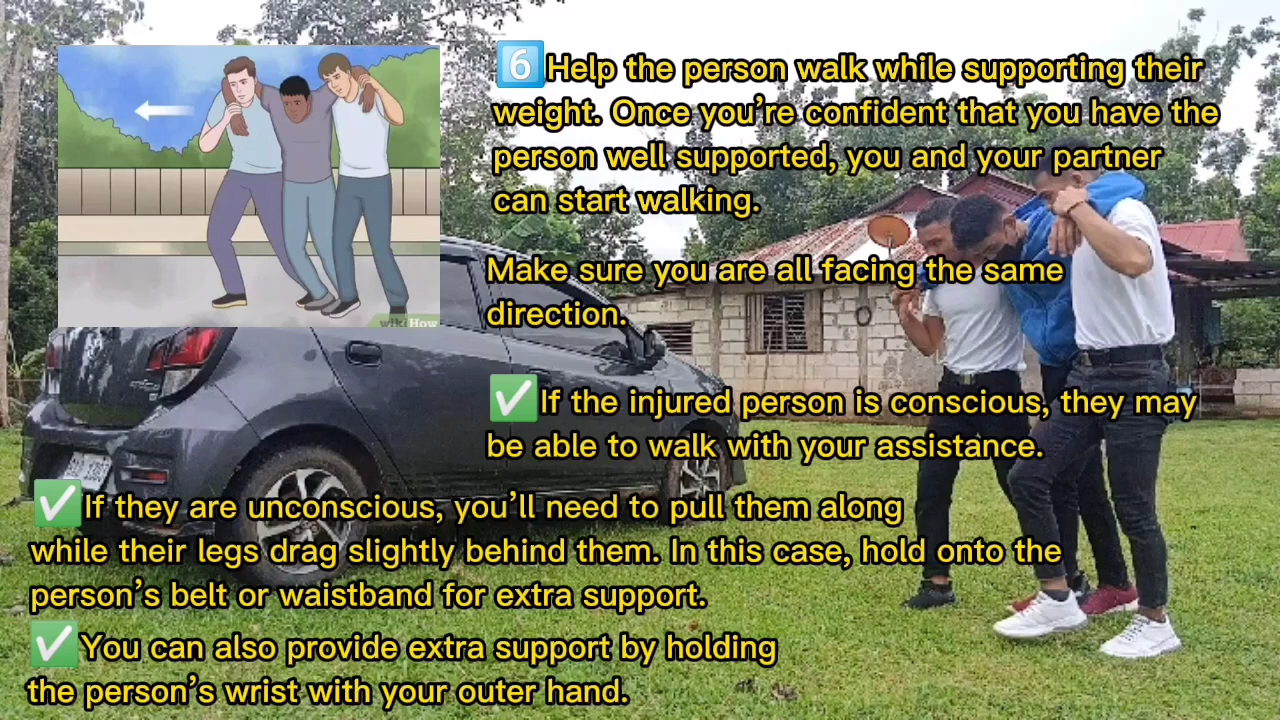 6 Help the person walk while supporting their
weight. Once you're confident that you have the
person well supported, you and your partner
can start walking.
Make sure you are all facing the same
direction.
✅If the injured person is conscious, they may
be able to walk with your assistance.
✅If they are unconscious, you'll need to pull them along
while their legs drag slightly behind them. In this case, hold onto the
person's belt or waistband for extra support.
✅You can also provide extra support by holding
the person's wrist with your outer hand.
wikiHow